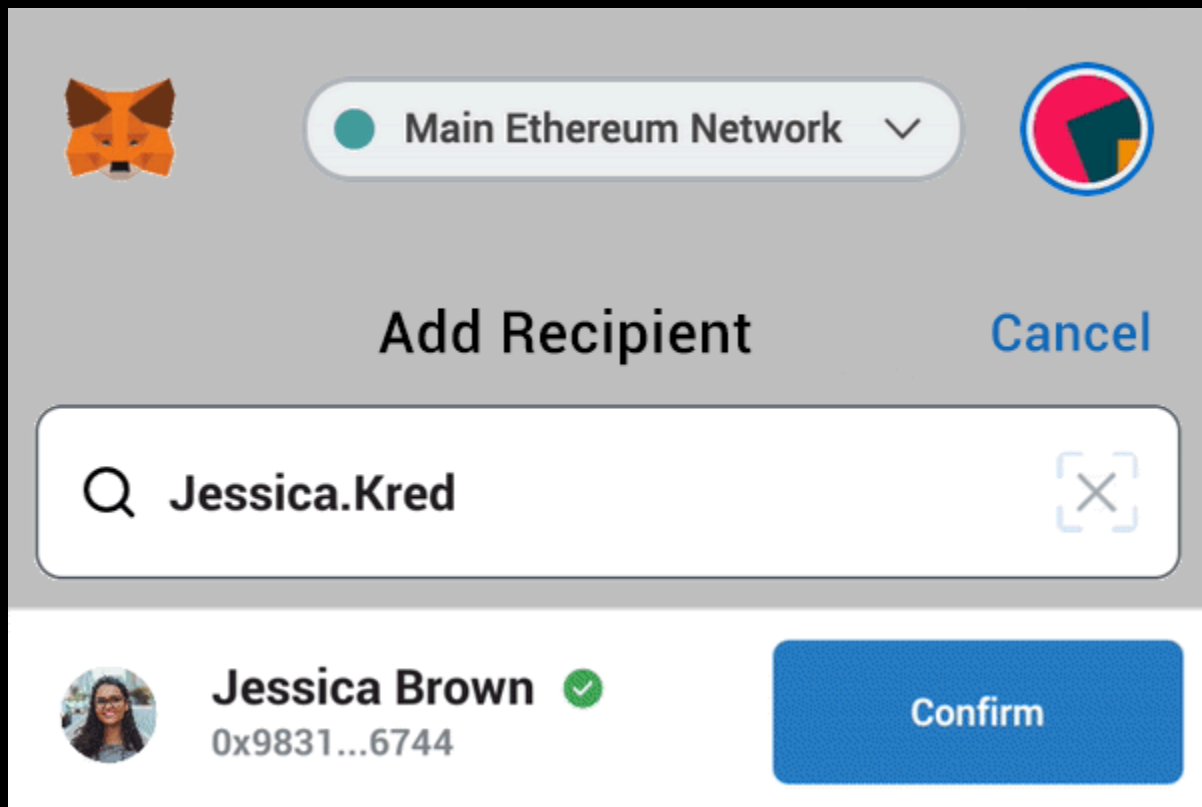 Main Ethereum Network
Add Recipient
Cancel
Jessica.Kred
Jessica Brown
0x9831...6744
Confirm